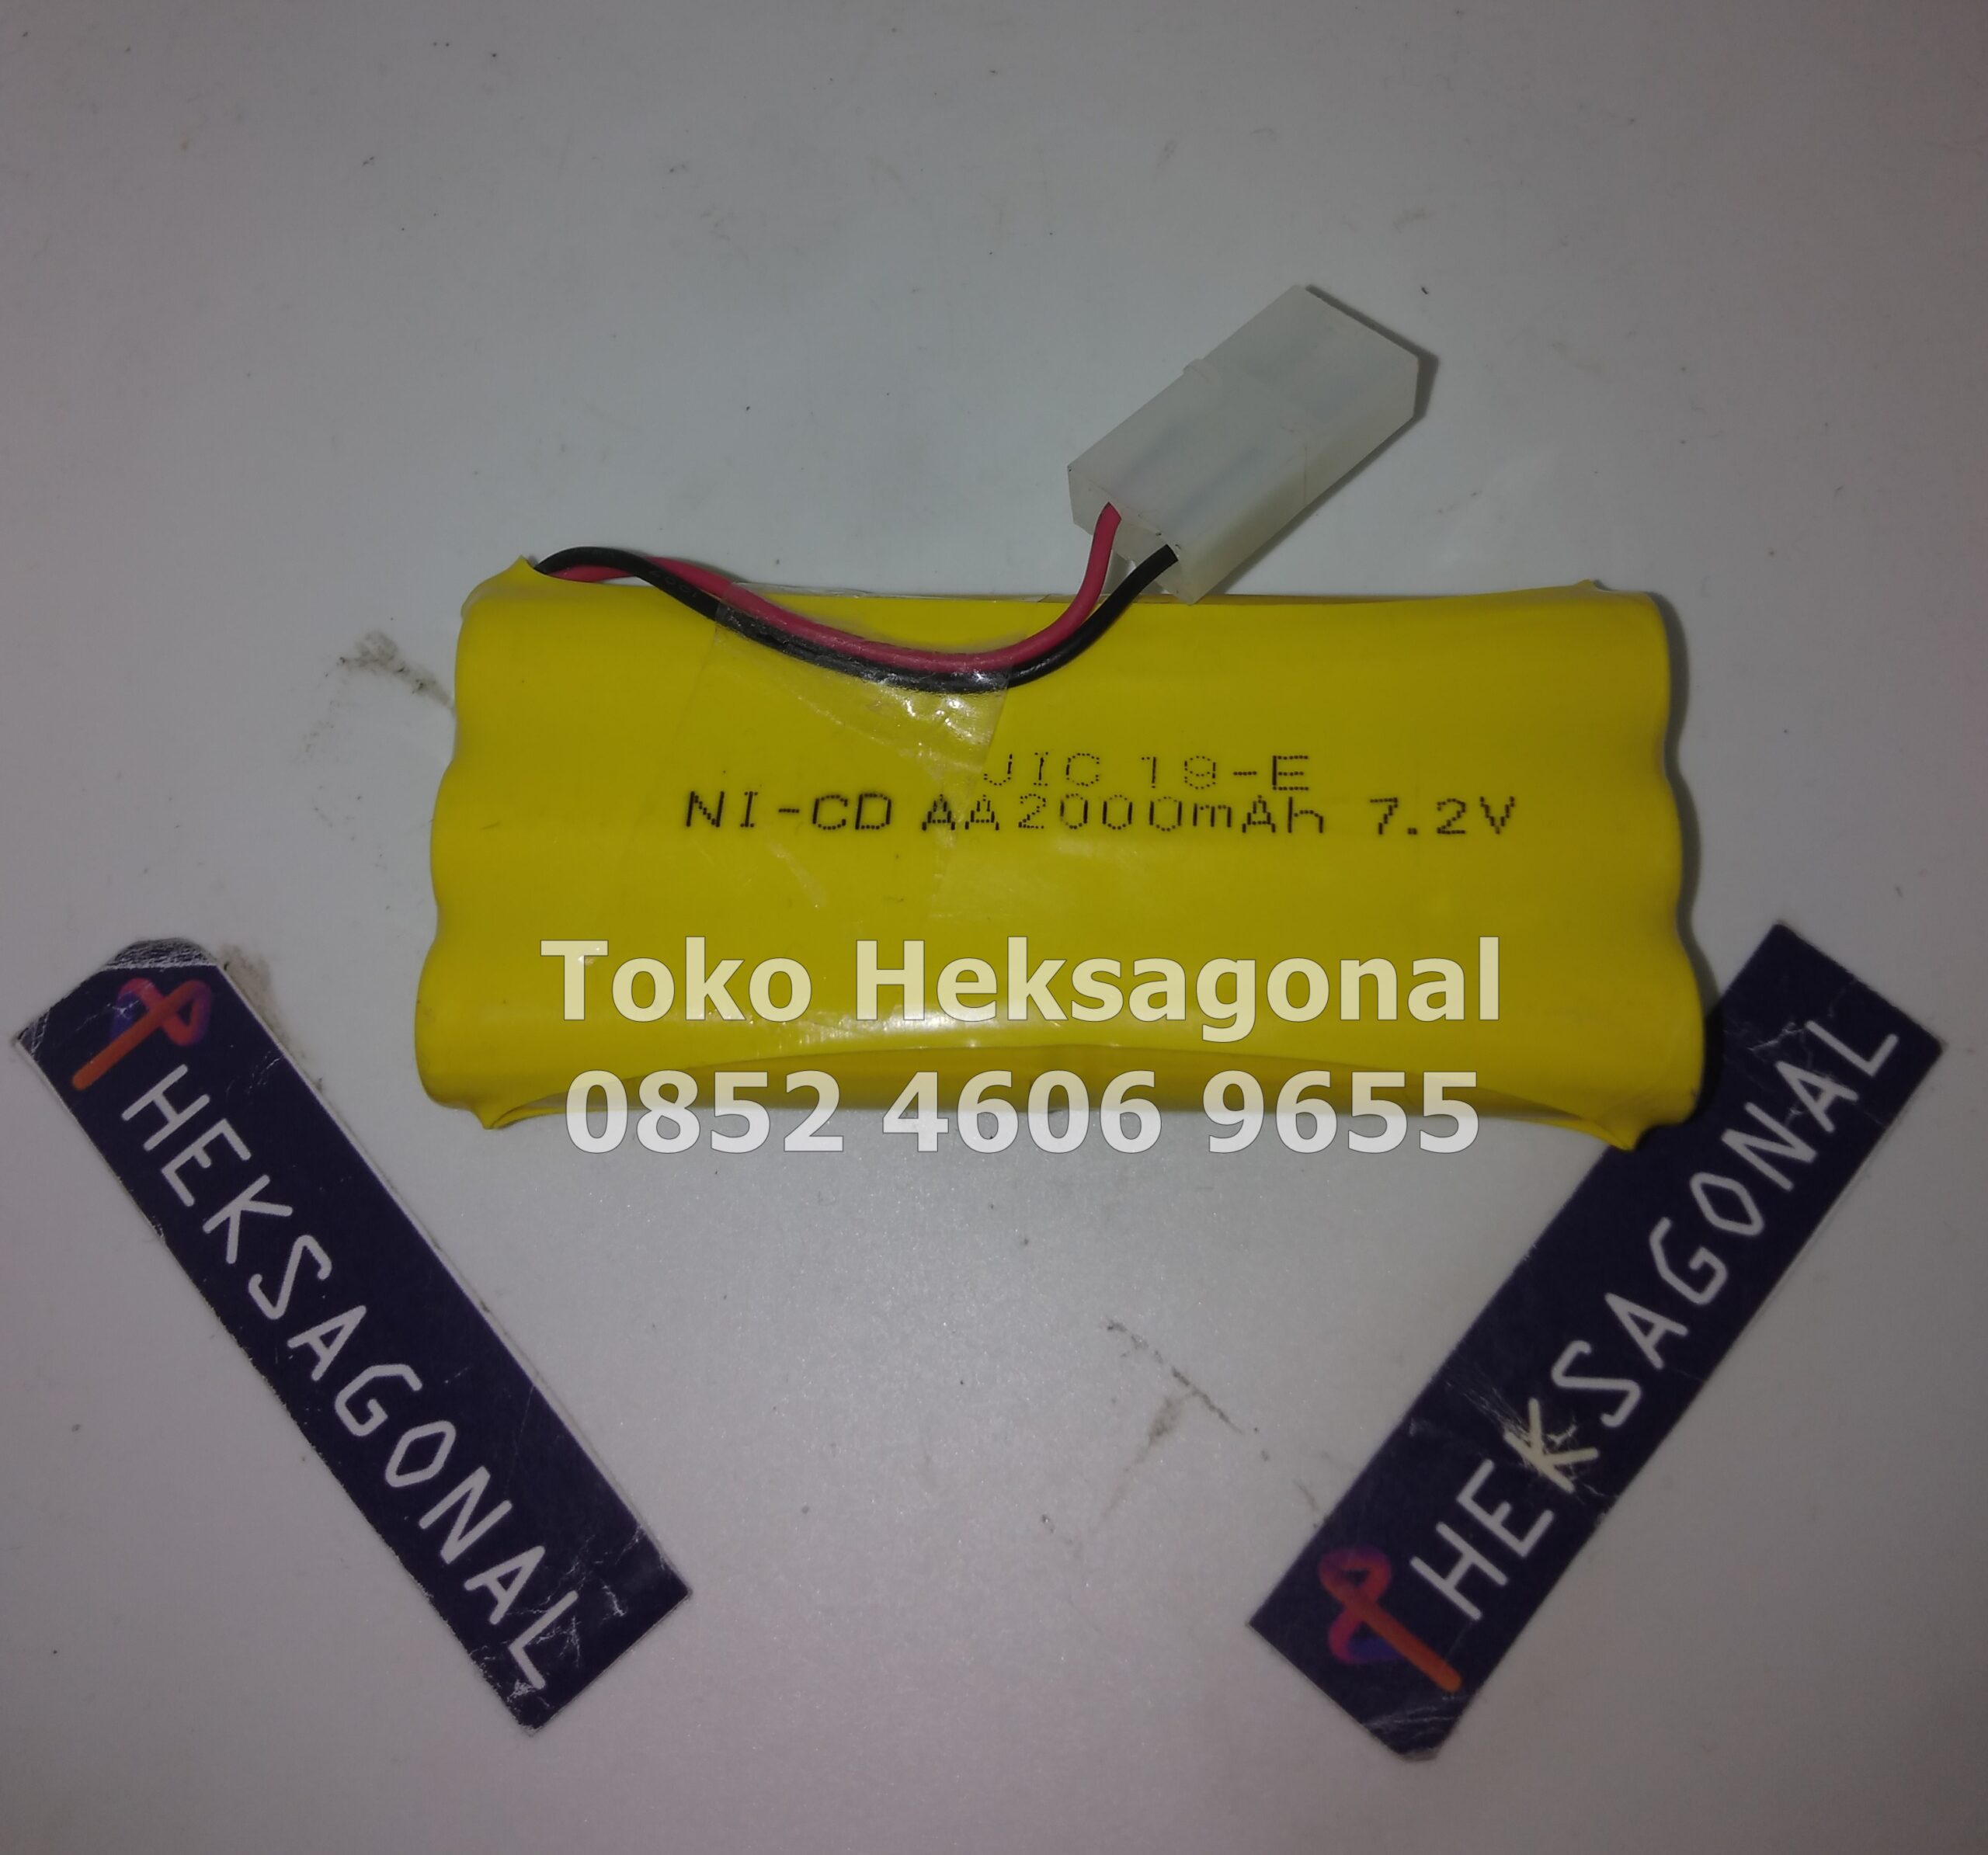 JIC 19-E
NI-CD AA2000mAh 7.2V
Toko Heksagonal
0852 4606 9655
HEKSAGONAL
HEKSAGONAL